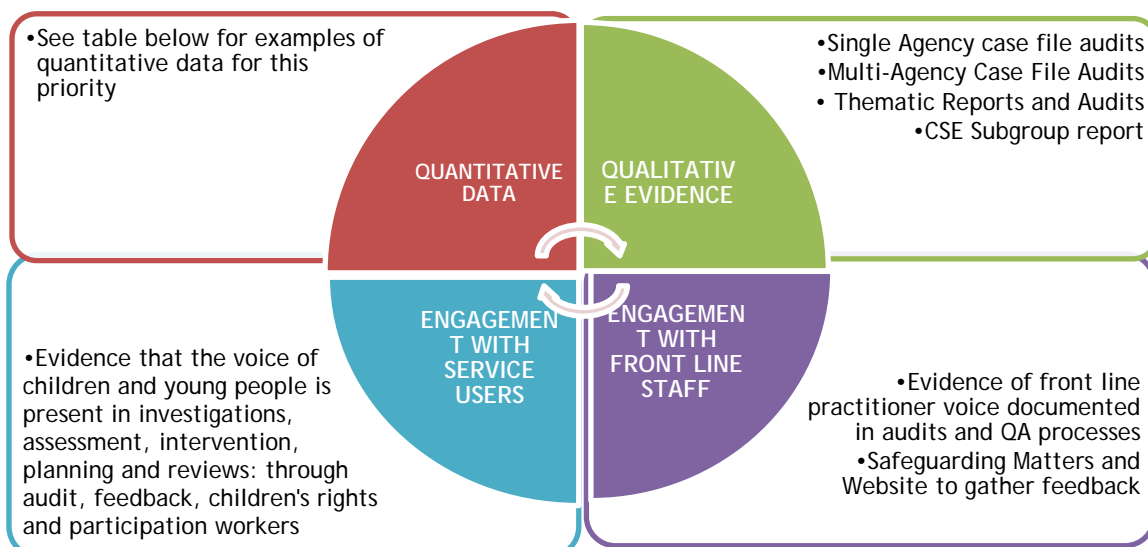 •See table below for examples of
quantitative data for this
priority
•Single Agency case file audits
•Multi-Agency Case File Audits
• Thematic Reports and Audits
•CSE Subgroup report
QUANTITATIVE
DATA
QUALITATIV
E EVIDENCE
ENGAGEMEN
T WITH
SERVICE
USERS
ENGAGEMEN
T WITH
FRONT LINE
STAFF
•Evidence that the voice of
children and young people is
present in investigations,
assessment, intervention,
planning and reviews: through
audit, feedback, children's rights
and participation workers
•Evidence of front line
practitioner voice documented
in audits and QA processes
•Safeguarding Matters and
Website to gather feedback